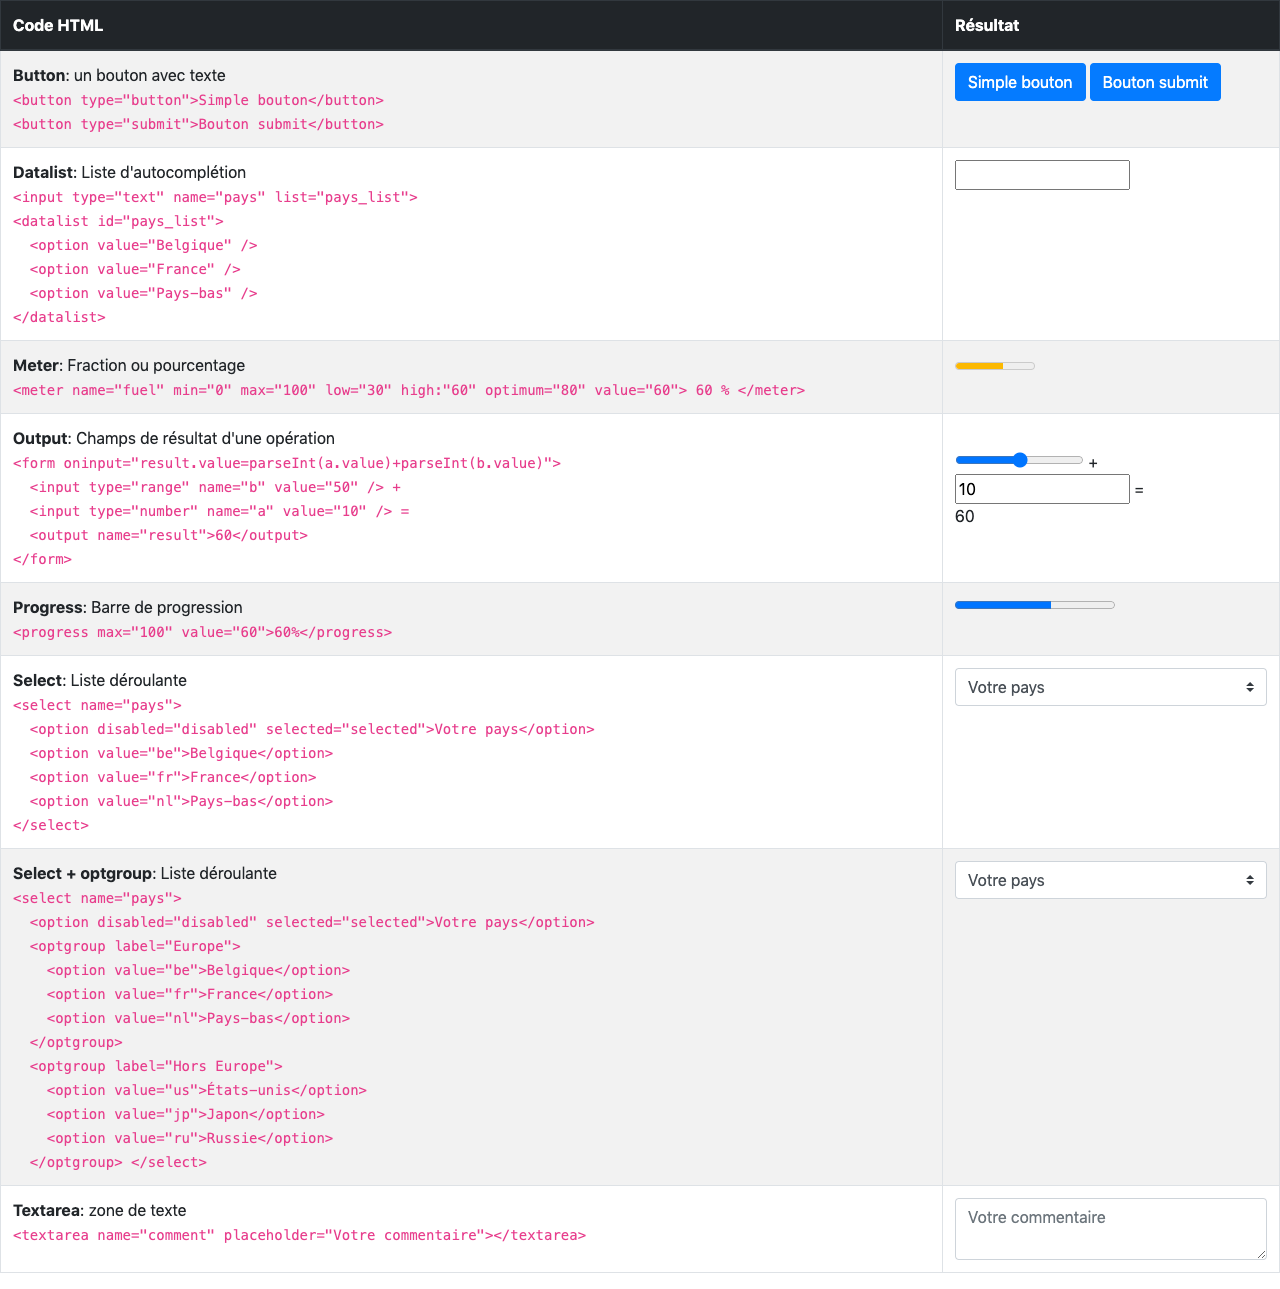 Code HTML
Résultat
Button: un bouton avec texte
<button type="button">Simple bouton</button>
<button type="submit">Bouton submit</button>
Simple bouton
Bouton submit
Datalist: Liste d'autocomplétion
<input type="text" name="pays" list="pays_list">
<datalist id="pays_list">
  <option value="Belgique" />
  <option value="France" />
  <option value="Pays-bas" />
</datalist>
Meter: Fraction ou pourcentage
<meter name="fuel" min="0" max="100" low="30" high:"60" optimum="80" value="60"> 60 % </meter>
Output: Champs de résultat d'une opération
<form oninput="result.value=parseInt(a.value)+parseInt(b.value)">
  <input type="range" name="b" value="50" /> +
  <input type="number" name="a" value="10" /> =
  <output name="result">60</output>
</form>
+
10 =
60
Progress: Barre de progression
<progress max="100" value="60">60%</progress>
Select: Liste déroulante
<select name="pays">
  <option disabled="disabled" selected="selected">Votre pays</option>
  <option value="be">Belgique</option>
  <option value="fr">France</option>
  <option value="nl">Pays-bas</option>
</select>
Votre pays
Select + optgroup: Liste déroulante
<select name="pays">
  <option disabled="disabled" selected="selected">Votre pays</option>
  <optgroup label="Europe">
    <option value="be">Belgique</option>
    <option value="fr">France</option>
    <option value="nl">Pays-bas</option>
  </optgroup>
  <optgroup label="Hors Europe">
    <option value="us">États-unis</option>
    <option value="jp">Japon</option>
    <option value="ru">Russie</option>
  </optgroup> </select>
Votre pays
Textarea: zone de texte
<textarea name="comment" placeholder="Votre commentaire"></textarea>
Votre commentaire